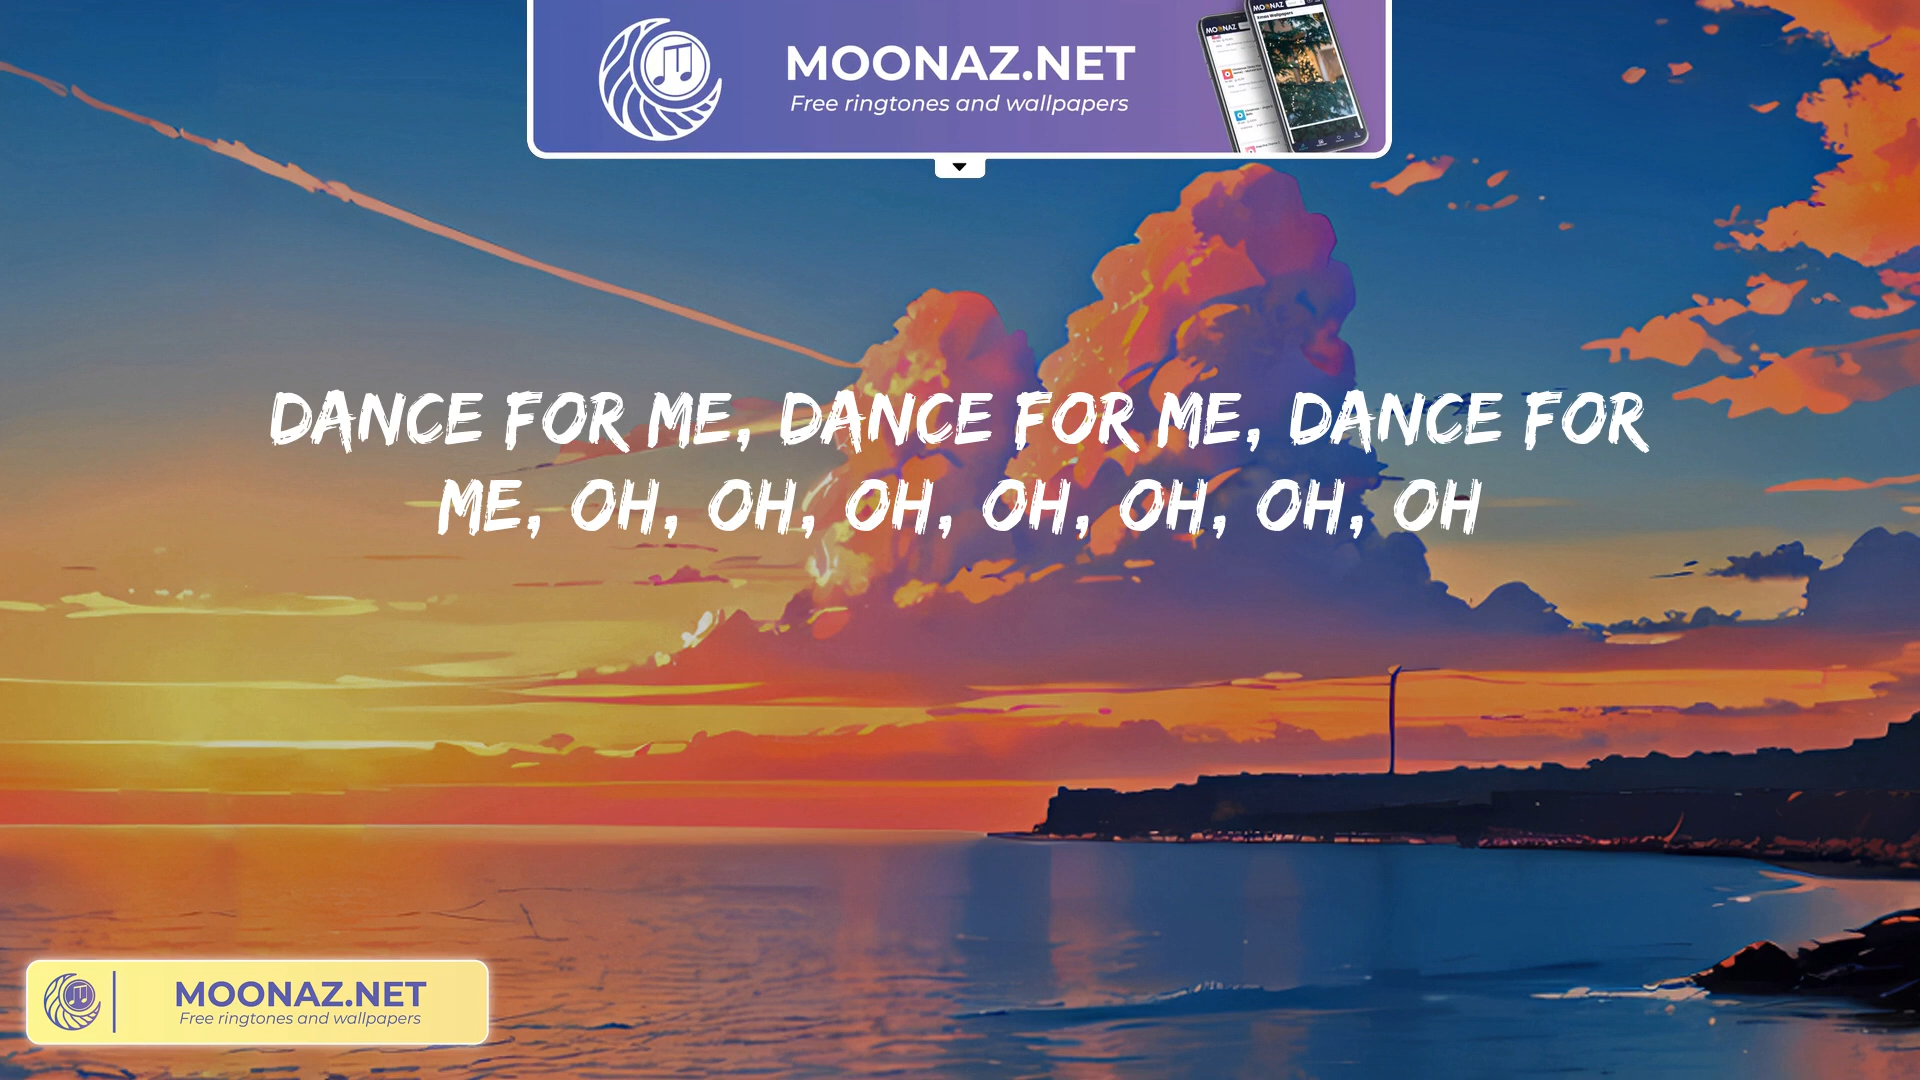 MOONAZ.NET
Free ringtones and wallpapers
DANCE FOR ME, DANCE FOR ME, DANCE FOR
ME, OH, OH, OH, OH, OH, OH, OH
MOONAZ.NET
Free ringtones and wallpapers